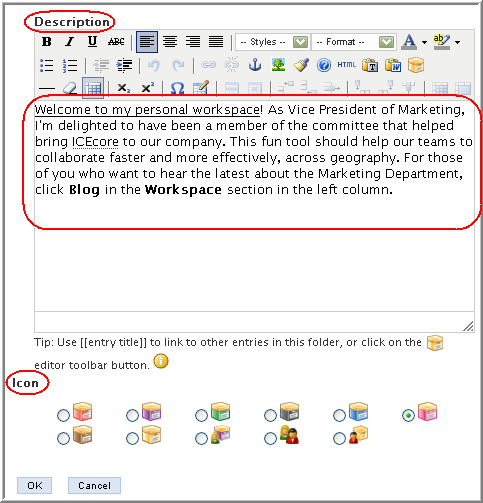 Description
B I U ABC -- Styles -- -- Format -- A ab
HTML T W
x₂ x² Ω
Welcome to my personal workspace! As Vice President of Marketing,
I'm delighted to have been a member of the committee that helped
bring ICEcore to our company. This fun tool should help our teams to
collaborate faster and more effectively, across geography. For those
of you who want to hear the latest about the Marketing Department,
click Blog in the Workspace section in the left column.
Tip: Use [[entry title]] to link to other entries in this folder, or click on the
editor toolbar button.
Icon
OK Cancel